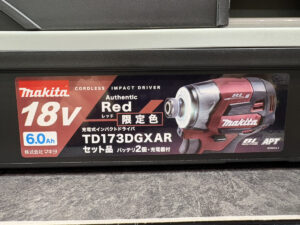 makita
CORDLESS IMPACT DRIVER
18V
6.0Ah
株式会社マキタ
Authentic
Red
レッド
限定色
充電式インパクトドライバ
TD173DGXAR
セット品 バッテリ2個・充電器付
makita
BL
APT